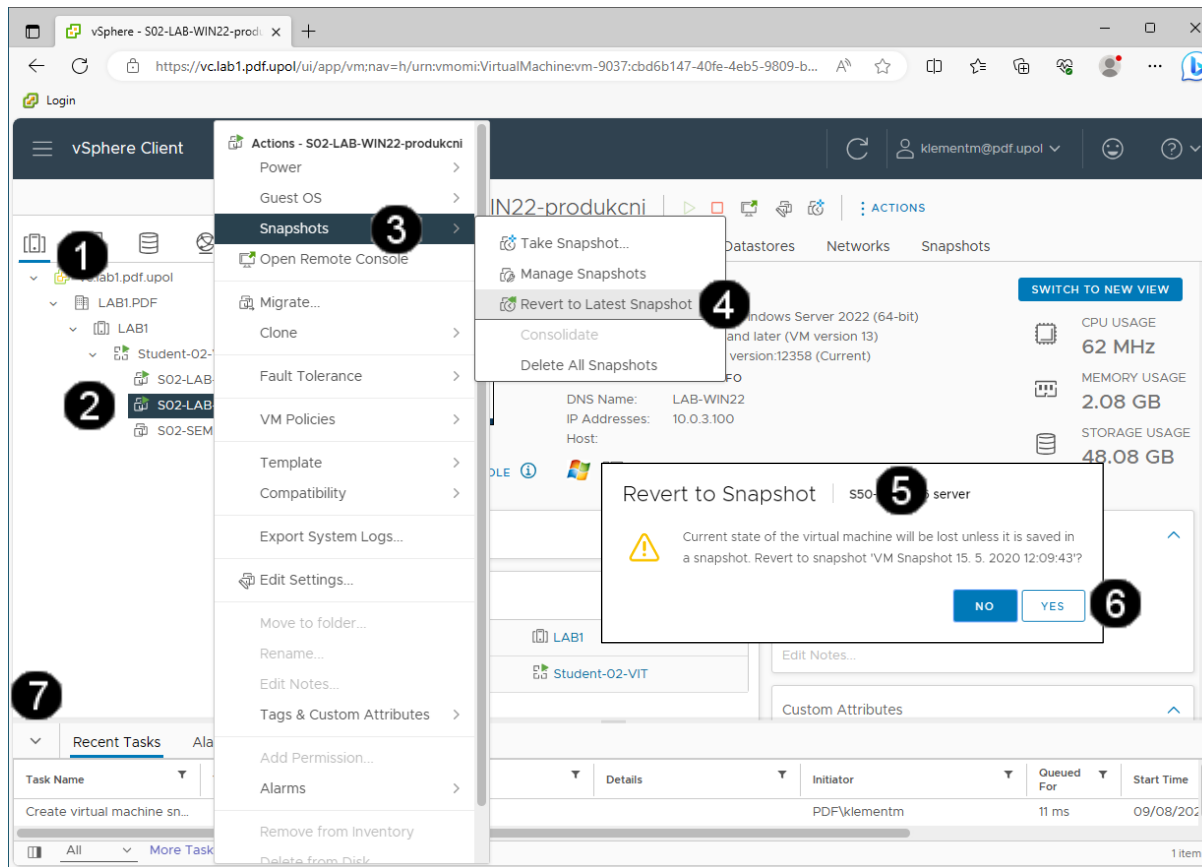 vSphere - S02-LAB-WIN22-produ
https://vc.lab1.pdf.upol/ui/app/vm;nav=h/urn:vmomi:VirtualMachine:vm-9037:cbd6b147-40fe-4eb5-9809-b...
Login
vSphere Client
klementm@pdf.upol
WIN22-produkcni
ACTIONS
Datastores Networks Snapshots
1
lab1.pdf.upol
LAB1.PDF
LAB1
Student-02-
S02-LAB-
2
S02-LAB
S02-SEM
Actions - S02-LAB-WIN22-produkcni
Power
Guest OS
Snapshots
3
Open Remote Console
Migrate...
Clone
Fault Tolerance
VM Policies
Template
Compatibility
Export System Logs...
Edit Settings...
Move to folder...
Rename...
Edit Notes...
Tags & Custom Attributes
Add Permission...
Alarms
Remove from Inventory
Delete from Disk
Take Snapshot...
Manage Snapshots
Revert to Latest Snapshot
4
Consolidate
Delete All Snapshots
SWITCH TO NEW VIEW
Windows Server 2022 (64-bit)
and later (VM version 13)
version:12358 (Current)
FO
DNS Name: LAB-WIN22
IP Addresses: 10.0.3.100
Host:
CPU USAGE
62 MHz
MEMORY USAGE
2.08 GB
STORAGE USAGE
48.08 GB
Revert to Snapshot S50- 5 server
Current state of the virtual machine will be lost unless it is saved in
a snapshot. Revert to snapshot 'VM Snapshot 15. 5. 2020 12:09:43'?
NO YES
6
LAB1
Student-02-VIT
Edit Notes...
Custom Attributes
7
Recent Tasks Ala
Task Name Details Initiator Queued For Start Time
Create virtual machine sn... PDF\klementm 11 ms 09/08/202
All More Task 1 item